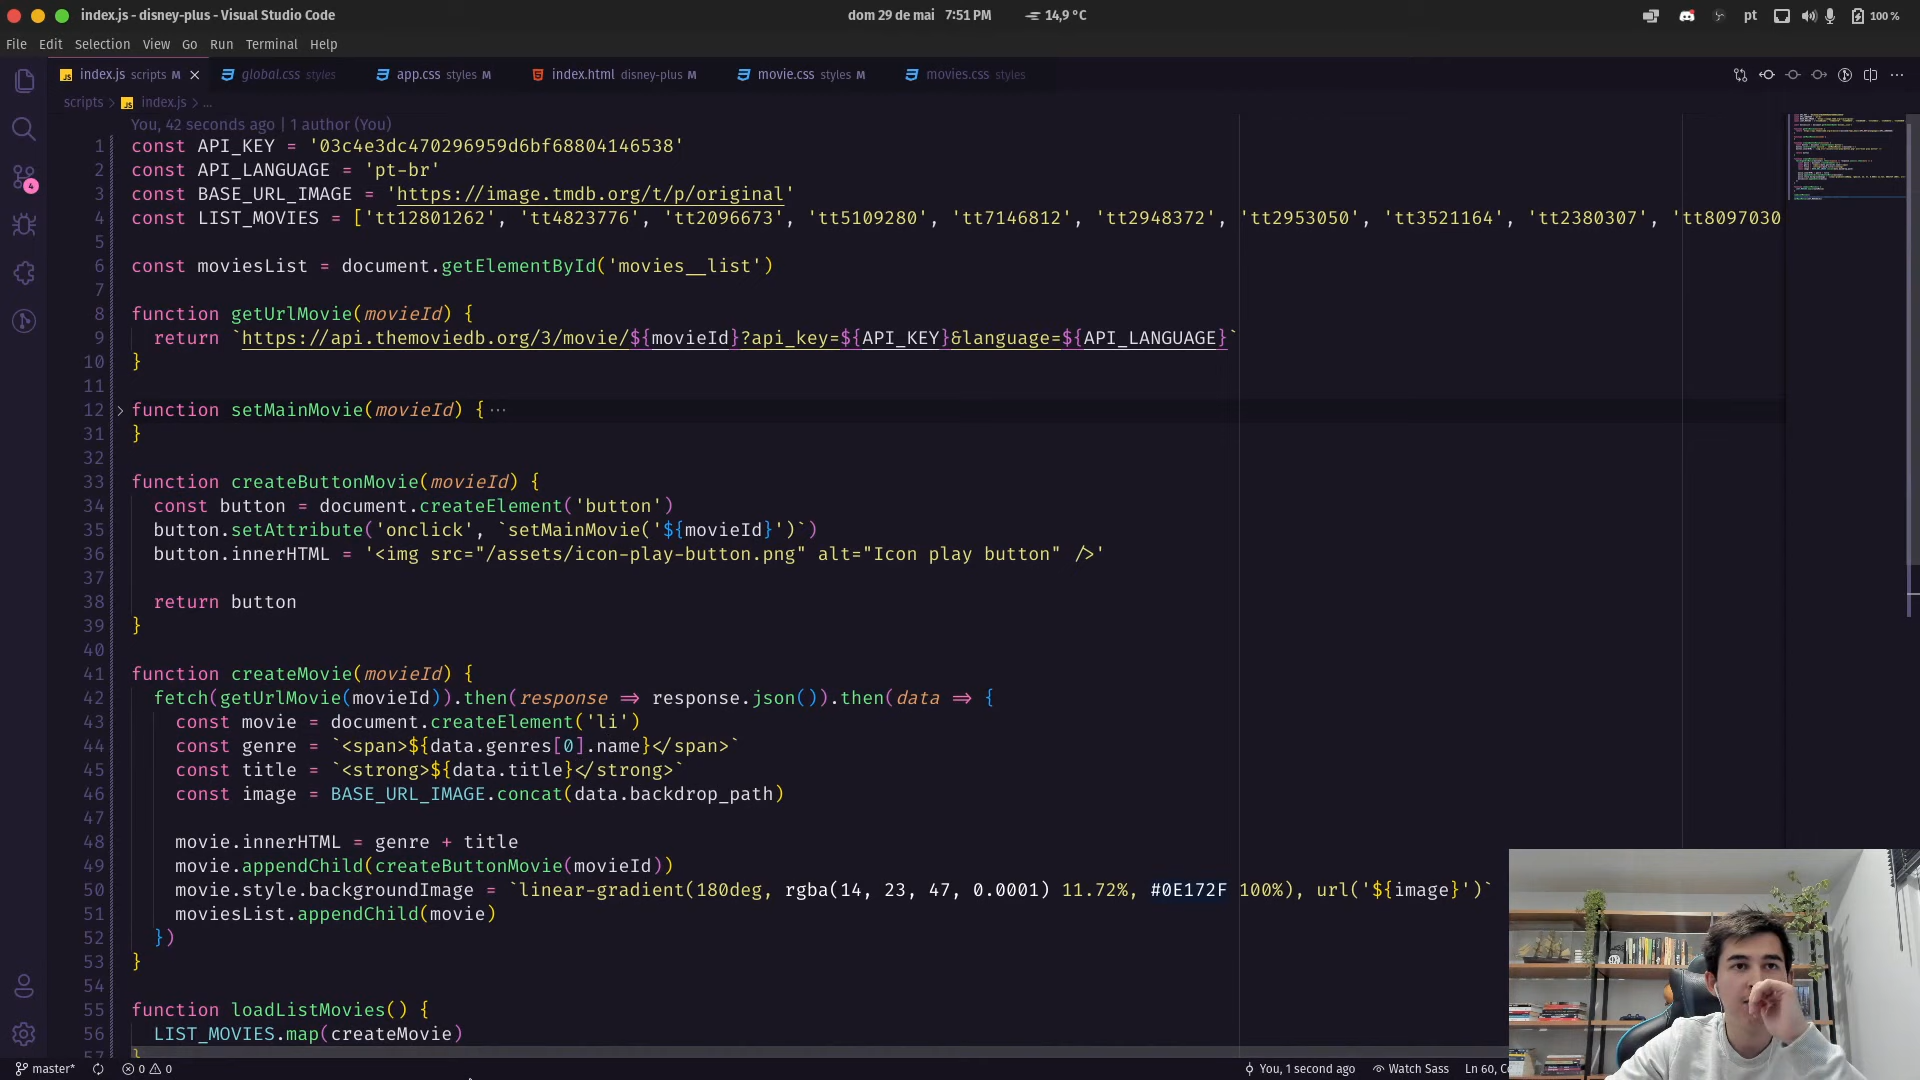 index.js - disney-plus - Visual Studio Code
dom 29 de mai 7:51 PM
14,9 °C
pt
100 %
File Edit Selection View Go Run Terminal Help
index.js scripts M
global.css styles
app.css styles M
index.html disney-plus M
movie.css styles M
movies.css styles
scripts > index.js > ...
You, 42 seconds ago | 1 author (You)
1 const API_KEY = '03c4e3dc470296959d6bf68804146538'
2 const API_LANGUAGE = 'pt-br'
3 const BASE_URL_IMAGE = 'https://image.tmdb.org/t/p/original'
4 const LIST_MOVIES = ['tt12801262', 'tt4823776', 'tt2096673', 'tt5109280', 'tt7146812', 'tt2948372', 'tt2953050', 'tt3521164', 'tt2380307', 'tt8097030
5
6 const moviesList = document.getElementById('movies__list')
7
8 function getUrlMovie(movieId) {
9 return `https://api.themoviedb.org/3/movie/${movieId}?api_key=${API_KEY}&language=${API_LANGUAGE}`
10 }
11
12 function setMainMovie(movieId) { ...
31 }
32
33 function createButtonMovie(movieId) {
34 const button = document.createElement('button')
35 button.setAttribute('onclick', `setMainMovie('${movieId}')`)
36 button.innerHTML = '<img src="/assets/icon-play-button.png" alt="Icon play button" />'
37
38 return button
39 }
40
41 function createMovie(movieId) {
42 fetch(getUrlMovie(movieId)).then(response => response.json()).then(data => {
43 const movie = document.createElement('li')
44 const genre = `<span>${data.genres[0].name}</span>`
45 const title = `<strong>${data.title}</strong>`
46 const image = BASE_URL_IMAGE.concat(data.backdrop_path)
47
48 movie.innerHTML = genre + title
49 movie.appendChild(createButtonMovie(movieId))
50 movie.style.backgroundImage = `linear-gradient(180deg, rgba(14, 23, 47, 0.0001) 11.72%, #0E172F 100%), url('${image}')`
51 moviesList.appendChild(movie)
52 })
53 }
54
55 function loadListMovies() {
56 LIST_MOVIES.map(createMovie)
57 }
4
master* 0 0
You, 1 second ago
Watch Sass
Ln 60,